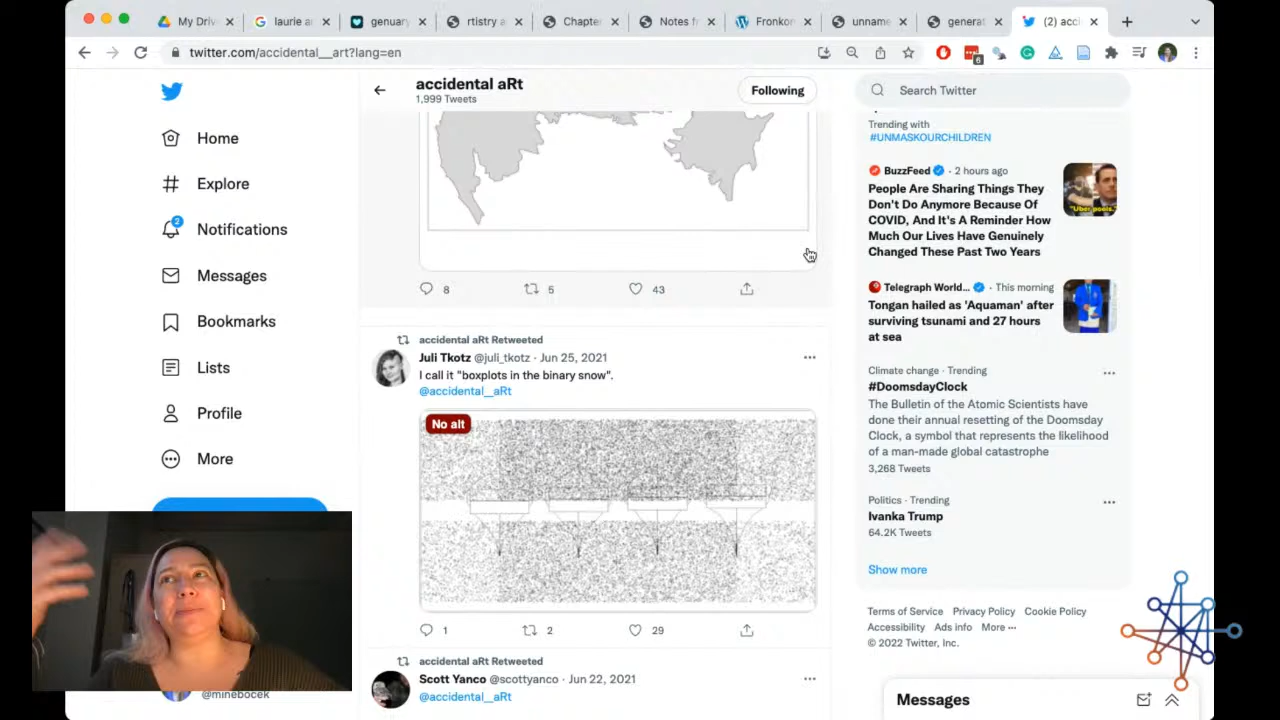 My Driv
laurie a
genuary
rtistry a
Chapte
Notes f
Fronkon
unname
generat
(2) acci
twitter.com/accidental__art?lang=en
6
accidental aRt
1,999 Tweets
Following
Search Twitter
Home
Explore
2
Notifications
Messages
Bookmarks
Lists
Profile
More
@minebocek
8
5
43
accidental aRt Retweeted
Juli Tkotz @juli_tkotz · Jun 25, 2021
I call it "boxplots in the binary snow".
@accidental__aRt
No alt
1
2
29
accidental aRt Retweeted
Scott Yanco @scottyanco · Jun 22, 2021
@accidental__aRt
Trending with
#UNMASKOURCHILDREN
BuzzFeed · 2 hours ago
People Are Sharing Things They
Don't Do Anymore Because Of
COVID, And It's A Reminder How
Much Our Lives Have Genuinely
Changed These Past Two Years
"Uber pools."
Telegraph World... · This morning
Tongan hailed as 'Aquaman' after
surviving tsunami and 27 hours
at sea
Climate change · Trending
#DoomsdayClock
The Bulletin of the Atomic Scientists have
done their annual resetting of the Doomsday
Clock, a symbol that represents the likelihood
of a man-made global catastrophe
3,268 Tweets
Politics · Trending
Ivanka Trump
64.2K Tweets
Show more
Terms of Service Privacy Policy Cookie Policy
Accessibility Ads info More ···
© 2022 Twitter, Inc.
Messages